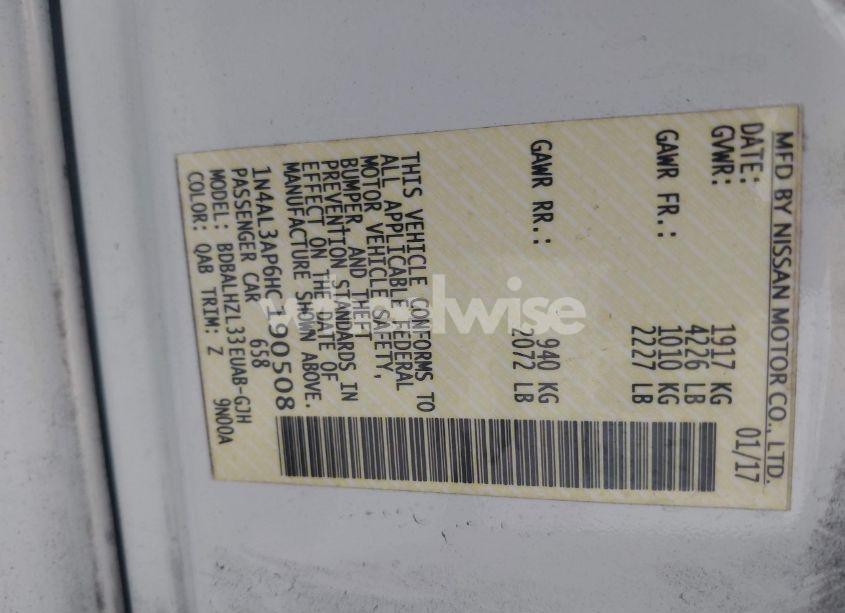 MFD BY NISSAN MOTOR CO., LTD.
DATE: 01/17
GVWR: 1917 KG
4226 LB
GAWR FR.: 1010 KG
2227 LB
GAWR RR.: 940 KG
2072 LB
THIS VEHICLE CONFORMS TO
ALL APPLICABLE FEDERAL
MOTOR VEHICLE SAFETY,
BUMPER, AND THEFT
PREVENTION STANDARDS IN
EFFECT ON THE DATE OF
MANUFACTURE SHOWN ABOVE.
1N4AL3AP6HC190508
PASSENGER CAR 658
MODEL: BDBALHZL33EUAB-GJH
COLOR: QAB TRIM: Z 9N00A
wheelwise